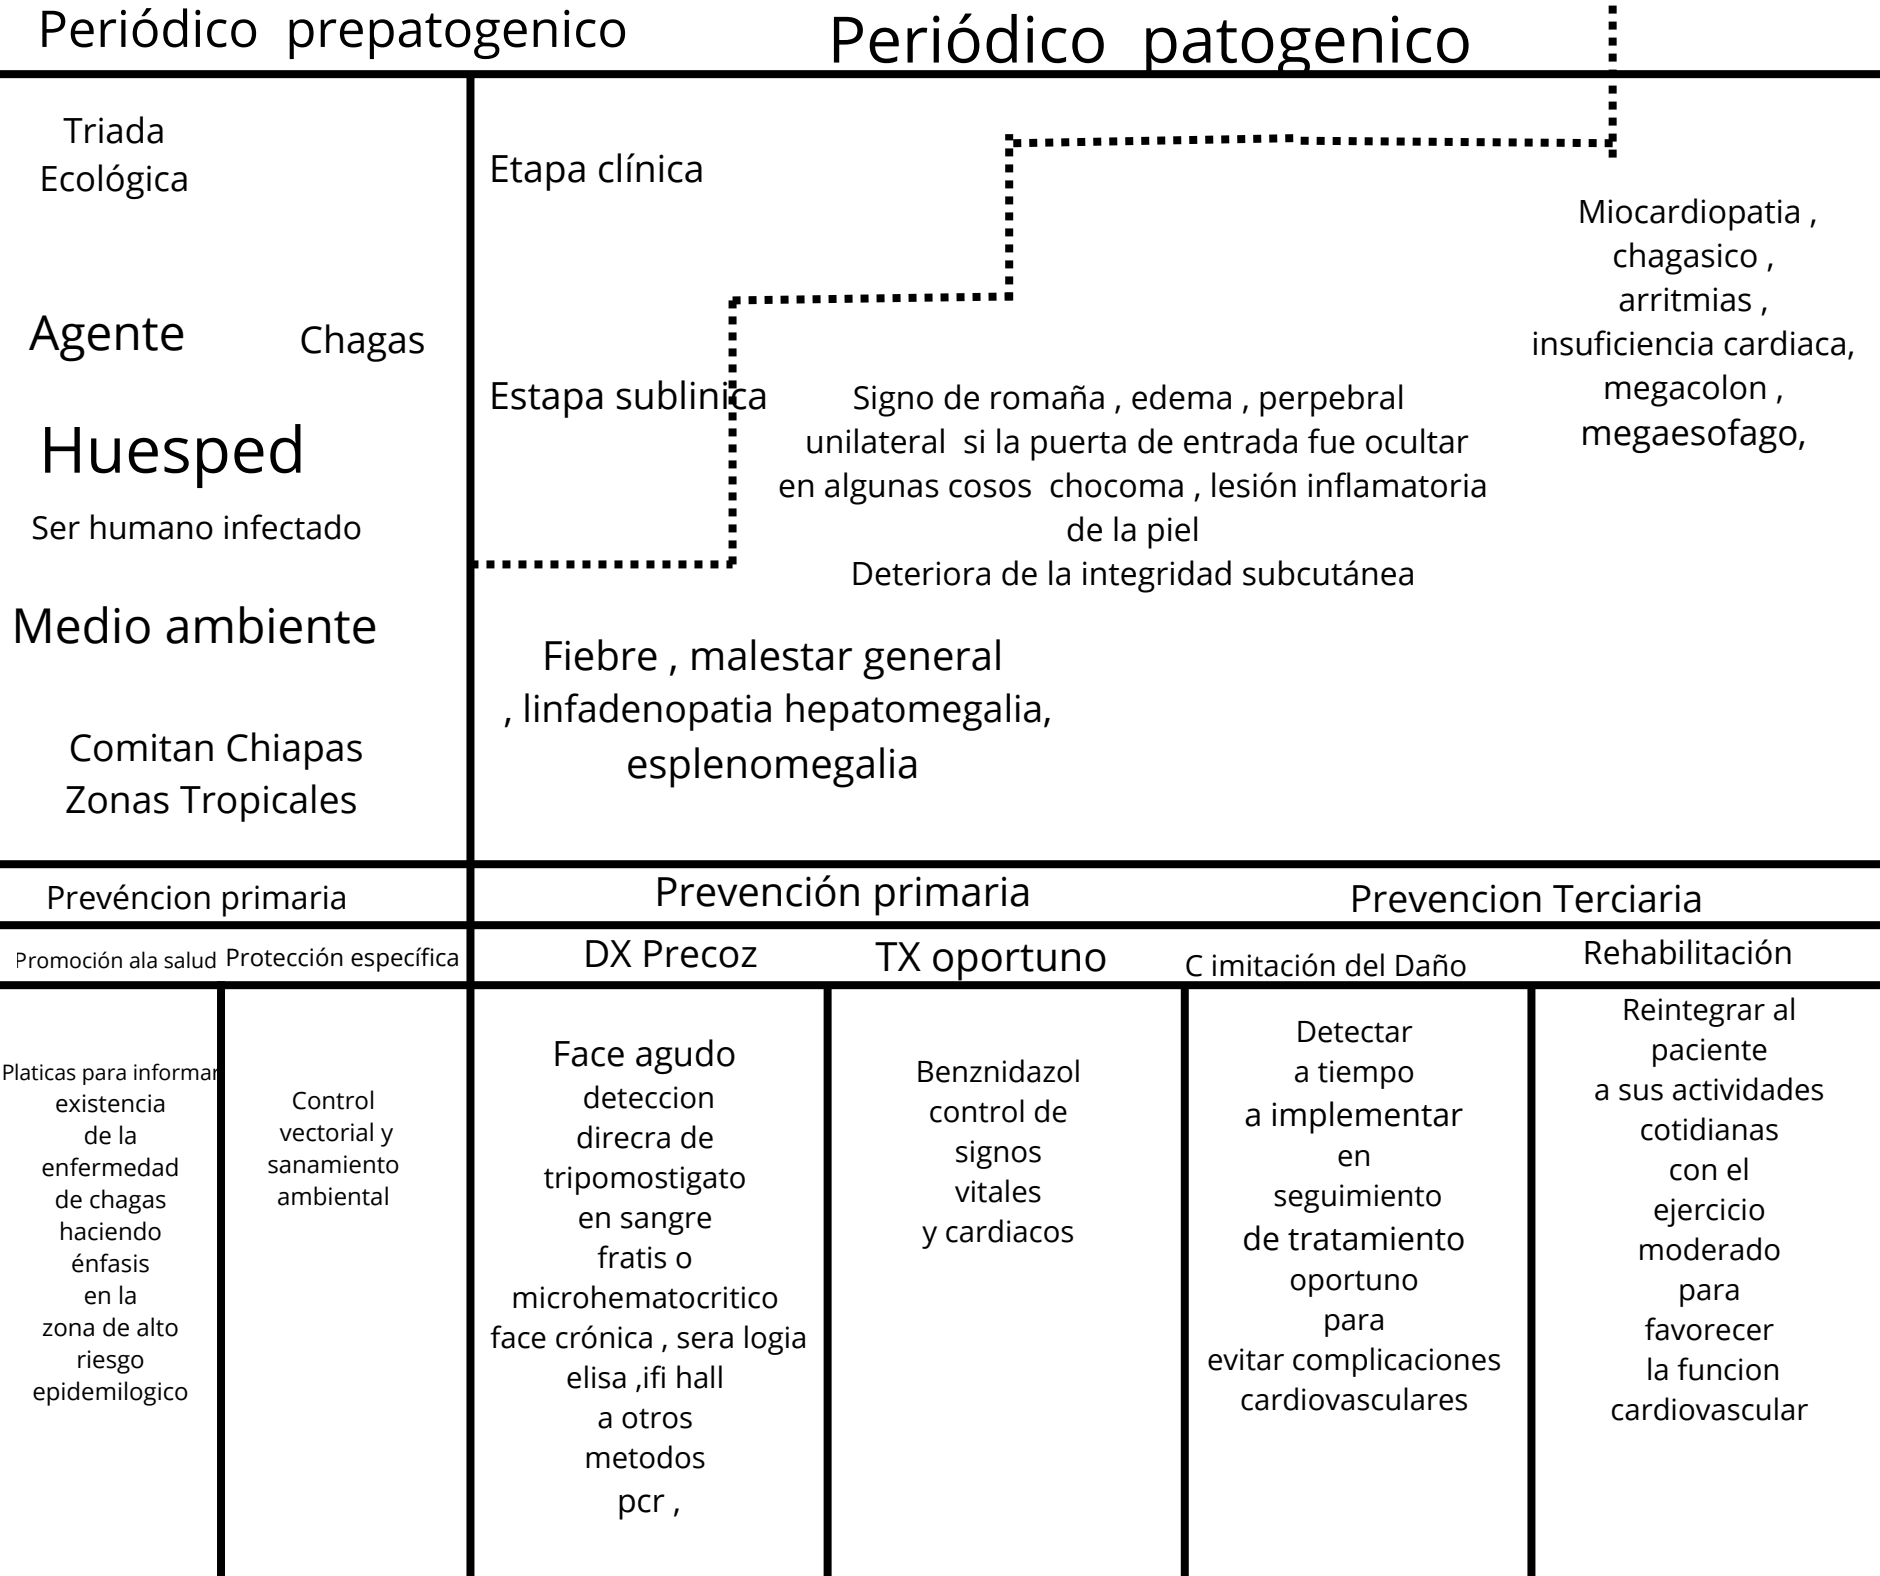 Periódico prepatogenico
Periódico patogenico
Triada
Ecológica
Agente
Chagas
Huesped
Ser humano infectado
Medio ambiente
Comitan Chiapas
Zonas Tropicales
Etapa clínica
Estapa sublinica
Fiebre , malestar general
, linfadenopatia hepatomegalia,
esplenomegalia
Signo de romaña , edema , perpebral
unilateral si la puerta de entrada fue ocultar
en algunas cosos chocoma , lesión inflamatoria
de la piel
Deteriora de la integridad subcutánea
Miocardiopatia ,
chagasico ,
arritmias ,
insuficiencia cardiaca,
megacolon ,
megaesofago,
Prevéncion primaria
Prevención primaria
Prevencion Terciaria
Promoción ala salud
Protección específica
DX Precoz
TX oportuno
C imitación del Daño
Rehabilitación
Platicas para informar
existencia
de la
enfermedad
de chagas
haciendo
énfasis
en la
zona de alto
riesgo
epidemilogico
Control
vectorial y
sanamiento
ambiental
Face agudo
deteccion
direcra de
tripomostigato
en sangre
fratis o
microhematocritico
face crónica , sera logia
elisa ,ifi hall
a otros
metodos
pcr ,
Benznidazol
control de
signos
vitales
y cardiacos
Detectar
a tiempo
a implementar
en
seguimiento
de tratamiento
oportuno
para
evitar complicaciones
cardiovasculares
Reintegrar al
paciente
a sus actividades
cotidianas
con el
ejercicio
moderado
para
favorecer
la funcion
cardiovascular